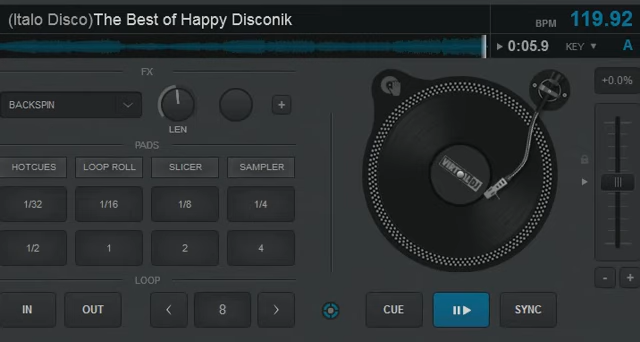 (Italo Disco)The Best of Happy Disconik
BPM 119.92
0:05.9 KEY ▼ A
FX
+0.0%
BACKSPIN
+
LEN
PADS
HOTCUES LOOP ROLL SLICER SAMPLER
1/32 1/16 1/8 1/4
1/2 1 2 4
VIRTUAL DJ
- +
LOOP
IN OUT < 8 > CUE SYNC